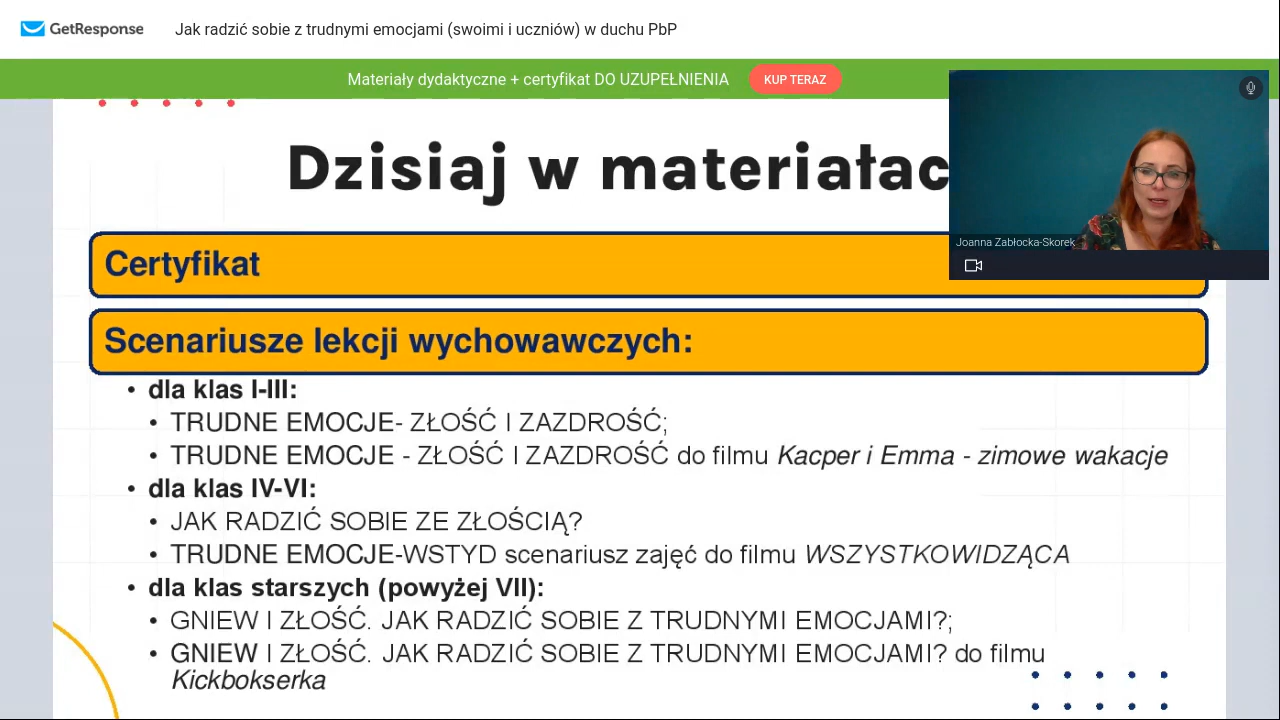 GetResponse
Jak radzić sobie z trudnymi emocjami (swoimi i uczniów) w duchu PbP
Materiały dydaktyczne + certyfikat DO UZUPEŁNIENIA
KUP TERAZ
Dzisiaj w materiałac
Joanna Zabłocka-Skorek
Certyfikat
Scenariusze lekcji wychowawczych:
• dla klas I-III:
• TRUDNE EMOCJE- ZŁOŚĆ I ZAZDROŚĆ;
• TRUDNE EMOCJE - ZŁOŚĆ I ZAZDROŚĆ do filmu Kacper i Emma - zimowe wakacje
• dla klas IV-VI:
• JAK RADZIĆ SOBIE ZE ZŁOŚCIĄ?
• TRUDNE EMOCJE-WSTYD scenariusz zajęć do filmu WSZYSTKOWIDZĄCA
• dla klas starszych (powyżej VII):
• GNIEW I ZŁOŚĆ. JAK RADZIĆ SOBIE Z TRUDNYMI EMOCJAMI?;
• GNIEW I ZŁOŚĆ. JAK RADZIĆ SOBIE Z TRUDNYMI EMOCJAMI? do filmu
Kickbokserka